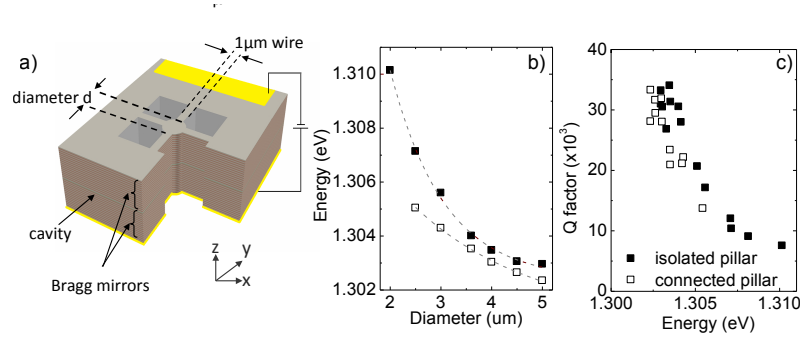 a)
1µm wire
diameter d
cavity
Bragg mirrors
z
y
x
b)
1.310
1.308
1.306
1.304
1.302
Energy (eV)
2
3
4
5
Diameter (um)
c)
40
30
20
10
0
Q factor (x10³)
isolated pillar
connected pillar
1.300
1.305
1.310
Energy (eV)